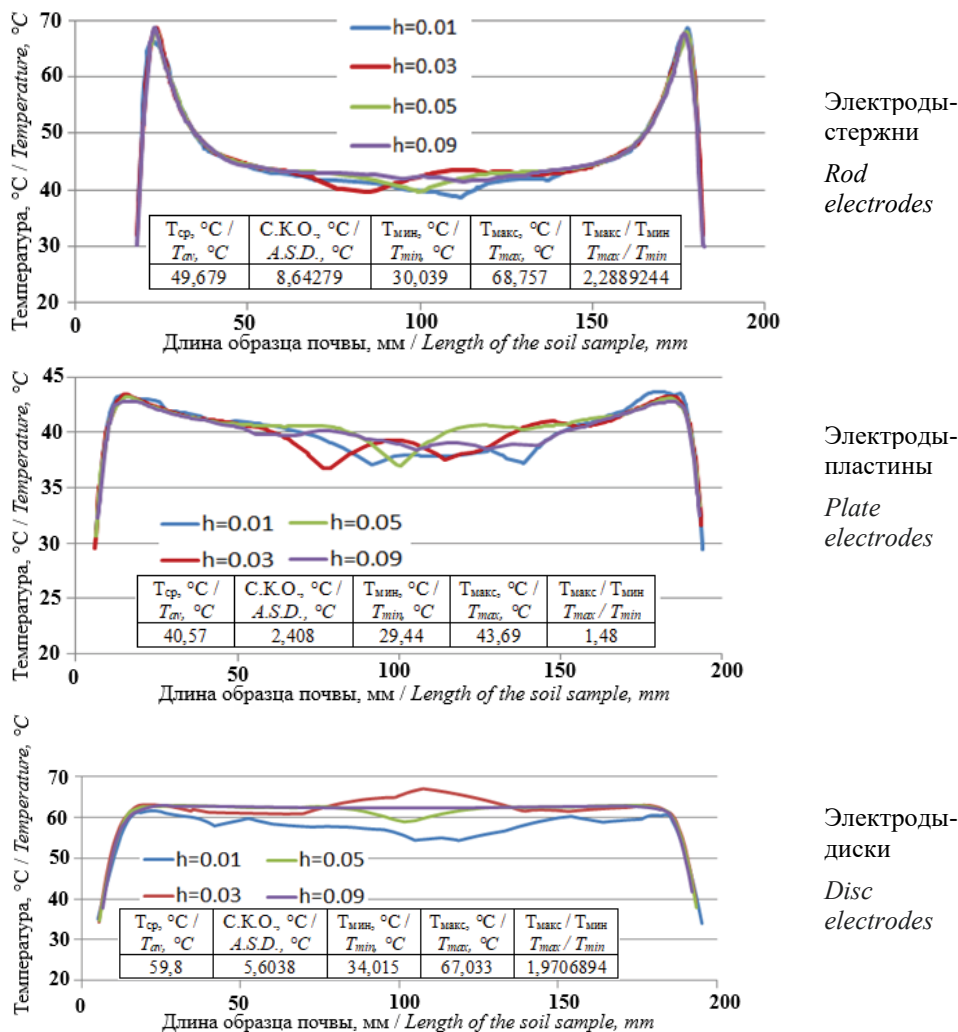 Температура, °C / Temperature, °C
70
60
50
40
30
20
h=0.01
h=0.03
h=0.05
h=0.09
Tср, °C / С.К.О., °C / Tмин, °C / Tмакс, °C / Tмакс / Tмин
Tav, °C A.S.D., °C Tmin, °C Tmax, °C Tmax / Tmin
49,679 8,64279 30,039 68,757 2,2889244
0 50 100 150 200
Длина образца почвы, мм / Length of the soil sample, mm
Электроды-
стержни
Rod
electrodes
Температура, °C / Temperature, °C
45
40
35
30
25
20
h=0.01 h=0.05
h=0.03 h=0.09
Tср, °C / С.К.О., °C / Tмин, °C / Tмакс, °C / Tмакс / Tмин
Tav, °C A.S.D., °C Tmin, °C Tmax, °C Tmax / Tmin
40,57 2,408 29,44 43,69 1,48
0 50 100 150 200
Длина образца почвы, мм / Length of the soil sample, mm
Электроды-
пластины
Plate
electrodes
Температура, °C / Temperature, °C
70
60
50
40
30
20
h=0.01 h=0.05
h=0.03 h=0.09
Tср, °C / С.К.О., °C / Tмин, °C / Tмакс, °C / Tмакс / Tмин
Tav, °C A.S.D., °C Tmin, °C Tmax, °C Tmax / Tmin
59,8 5,6038 34,015 67,033 1,9706894
0 50 100 150 200
Длина образца почвы, мм / Length of the soil sample, mm
Электроды-
диски
Disc
electrodes